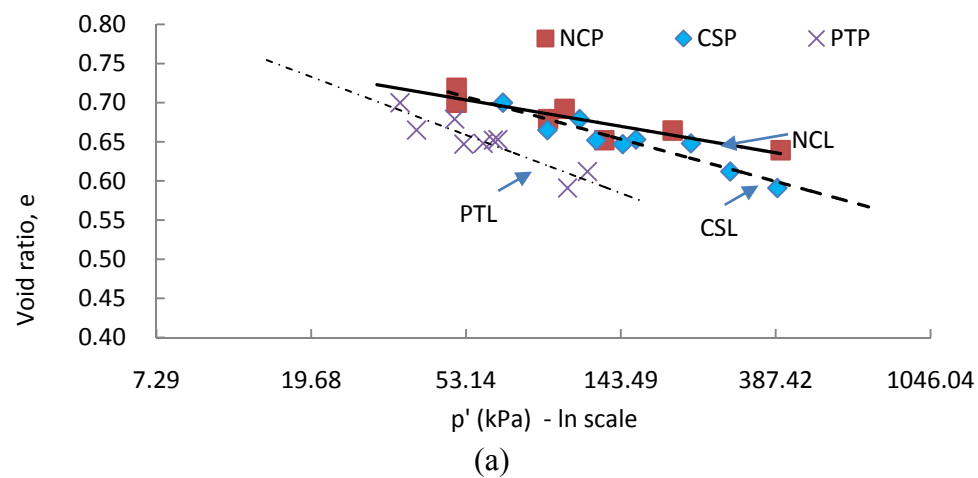 NCP CSP PTP
Void ratio, e
0.80
0.75
0.70
0.65
0.60
0.55
0.50
0.45
0.40
NCL
PTL
CSL
7.29 19.68 53.14 143.49 387.42 1046.04
p' (kPa) - ln scale
(a)